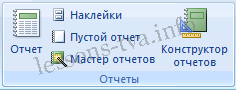 Отчет
Наклейки
Пустой отчет
Мастер отчетов
Конструктор
отчетов
Отчеты
lessons-tva.info